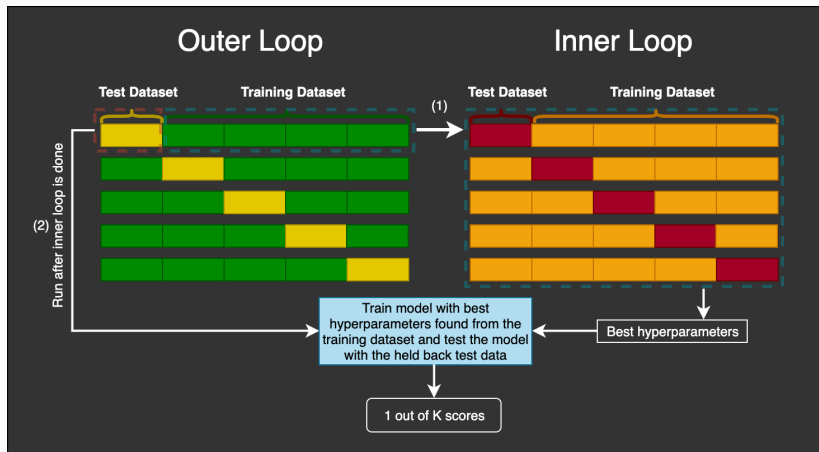 Outer Loop
Inner Loop
Test Dataset
Training Dataset
Test Dataset
Training Dataset
(1)
(2)
Run after inner loop is done
Train model with best
hyperparameters found from the
training dataset and test the model
with the held back test data
Best hyperparameters
1 out of K scores